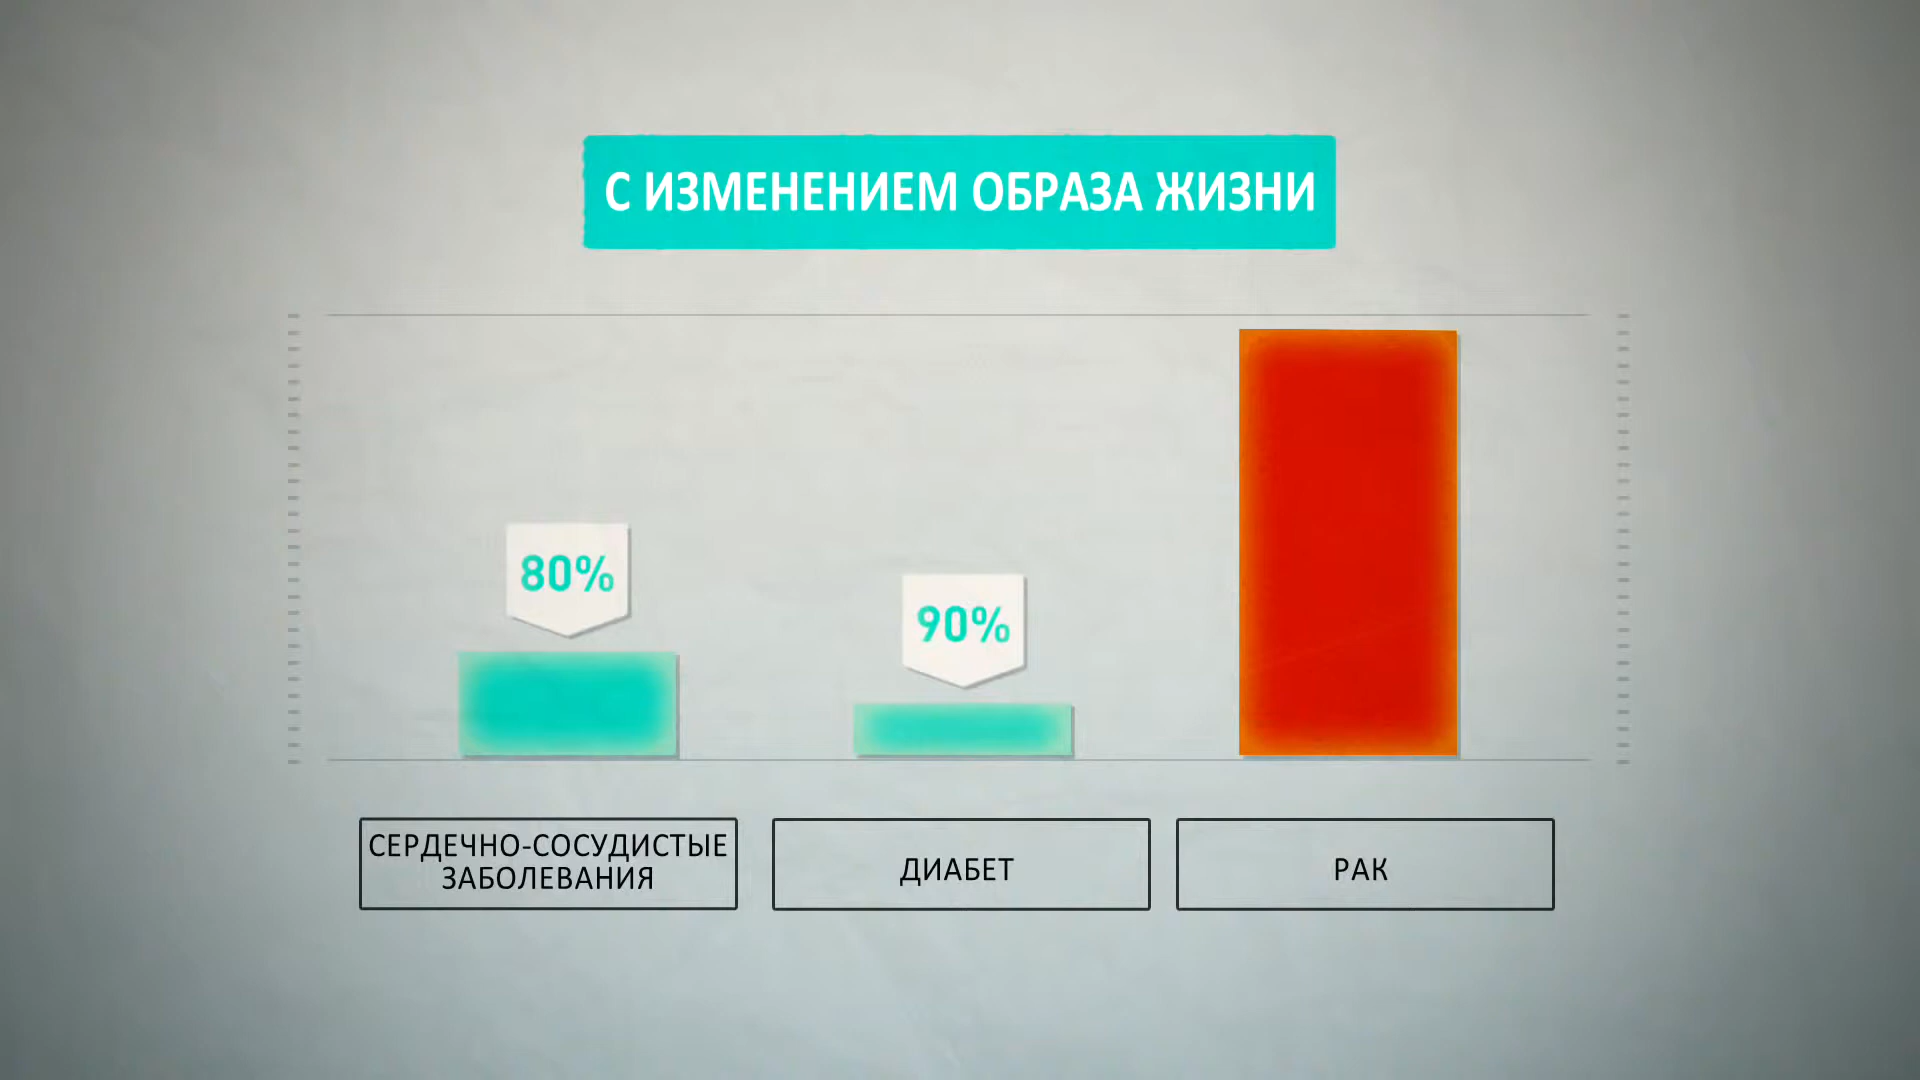 С ИЗМЕНЕНИЕМ ОБРАЗА ЖИЗНИ
80%
90%
СЕРДЕЧНО-СОСУДИСТЫЕ
ЗАБОЛЕВАНИЯ
ДИАБЕТ
РАК